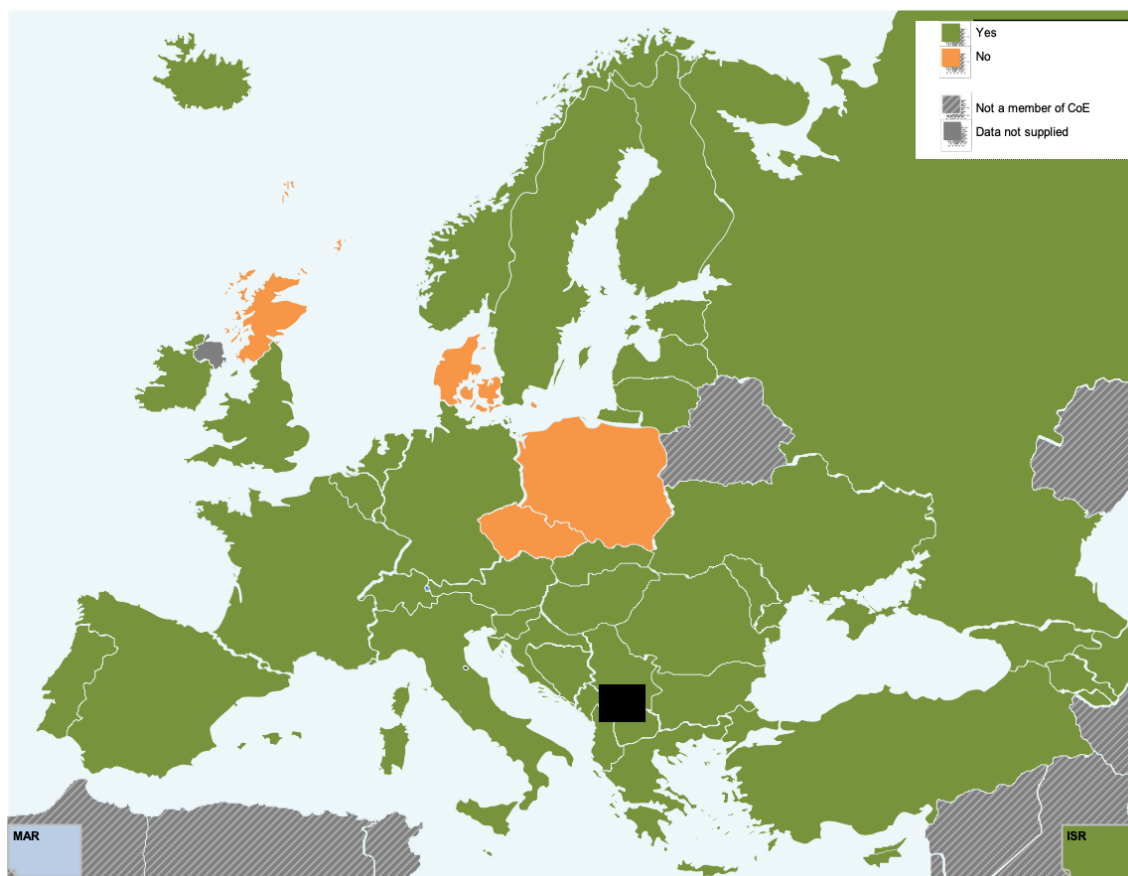 Yes
No
Not a member of CoE
Data not supplied
MAR
ISR